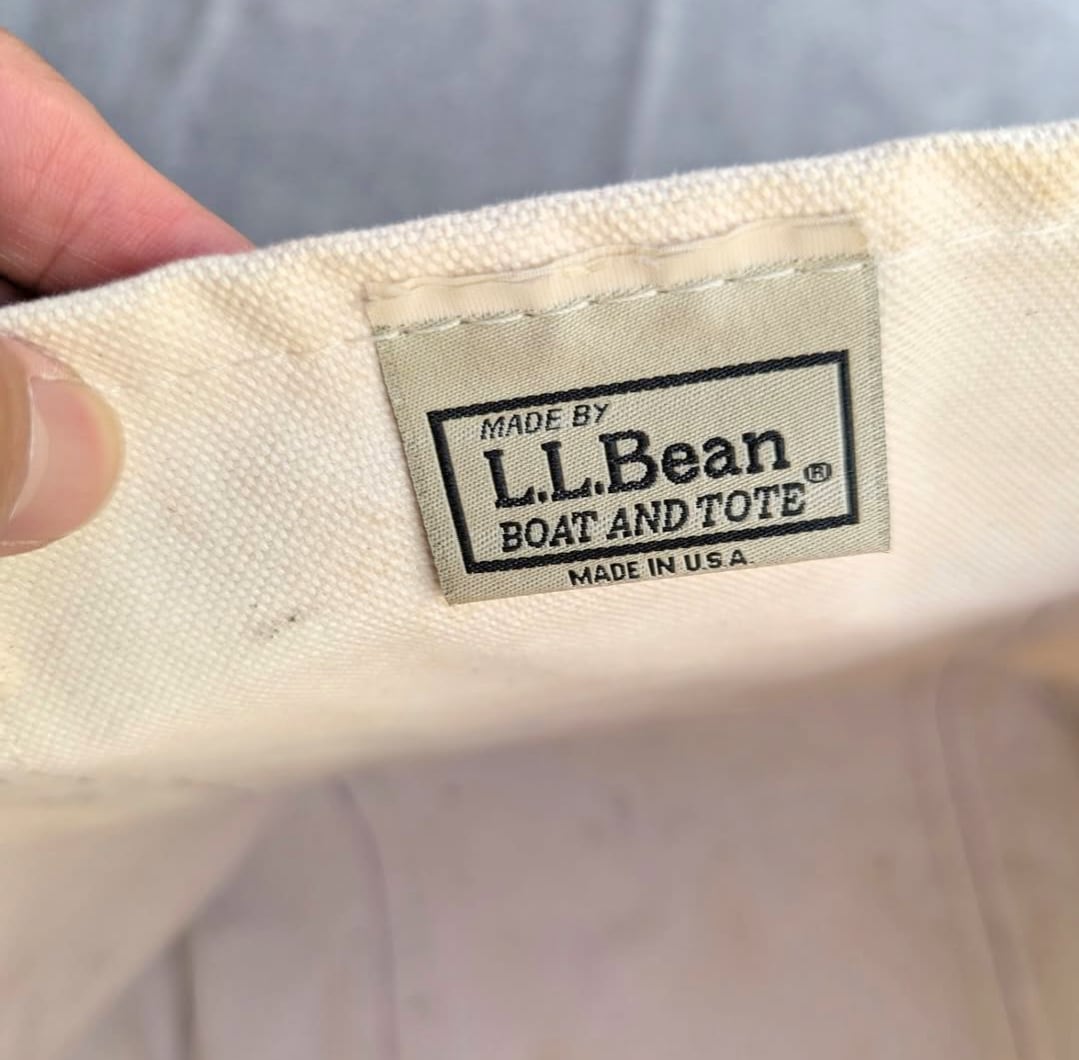 MADE BY
L.L.Bean®
BOAT AND TOTE
MADE IN U.S.A.